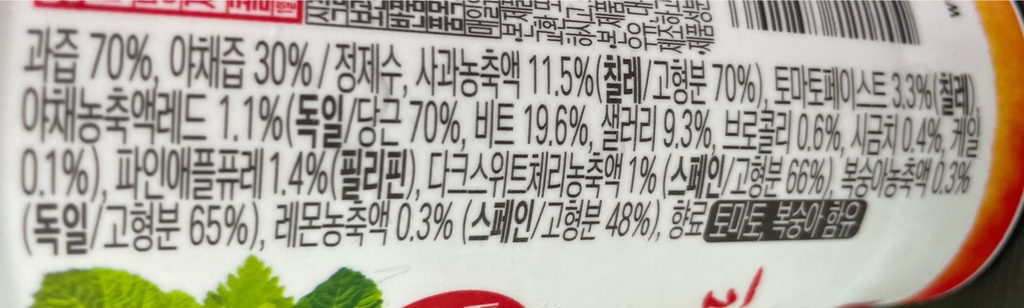 과즙 70%, 야채즙 30% / 정제수, 사과농축액 11.5%(칠레/고형분 70%), 토마토페이스트 3.3%(칠레),
야채농축액레드 1.1%(독일/당근 70%, 비트 19.6%, 샐러리 9.3%, 브로콜리 0.6%, 시금치 0.4%, 케일
0.1%), 파인애플퓨레 1.4%(필리핀), 다크스위트체리농축액 1% (스페인/고형분 66%), 복숭아농축액 0.3%
(독일/고형분 65%), 레몬농축액 0.3% (스페인/고형분 48%), 향료 토마토, 복숭아 함유